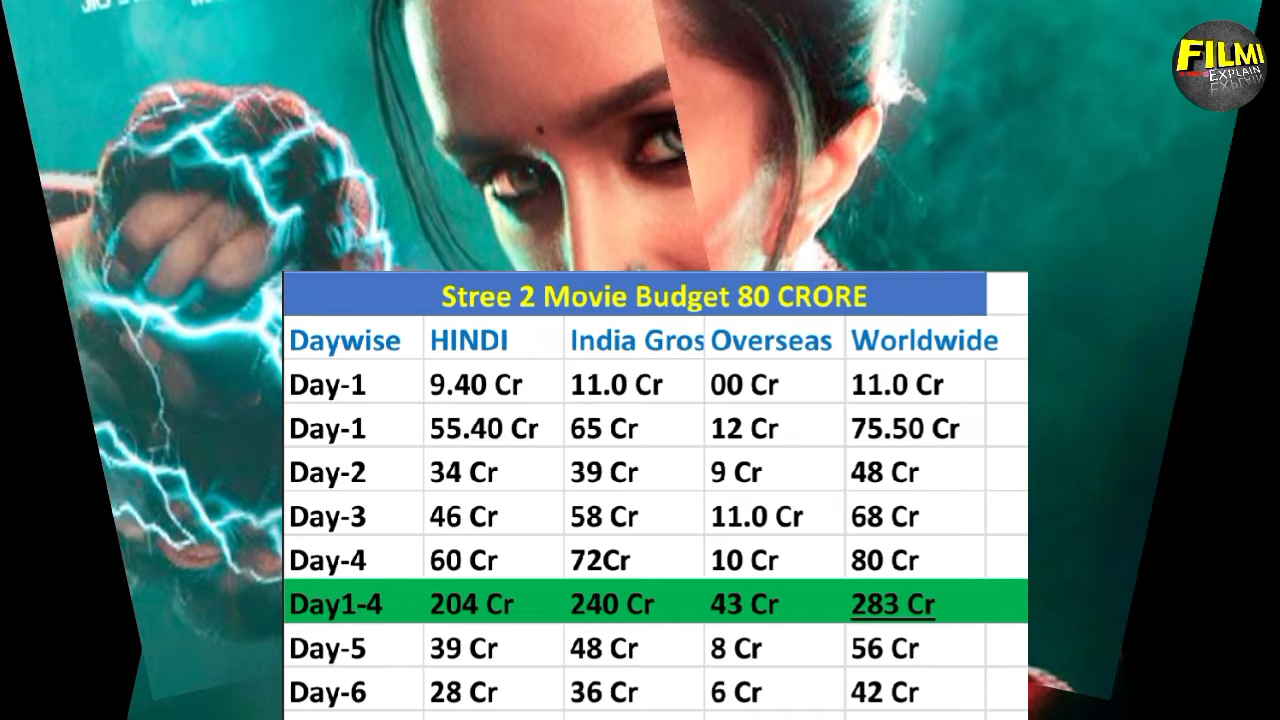 FILMI
EXPLAIN
Stree 2 Movie Budget 80 CRORE
Daywise HINDI India Gros Overseas Worldwide
Day-1 9.40 Cr 11.0 Cr 00 Cr 11.0 Cr
Day-1 55.40 Cr 65 Cr 12 Cr 75.50 Cr
Day-2 34 Cr 39 Cr 9 Cr 48 Cr
Day-3 46 Cr 58 Cr 11.0 Cr 68 Cr
Day-4 60 Cr 72Cr 10 Cr 80 Cr
Day1-4 204 Cr 240 Cr 43 Cr 283 Cr
Day-5 39 Cr 48 Cr 8 Cr 56 Cr
Day-6 28 Cr 36 Cr 6 Cr 42 Cr